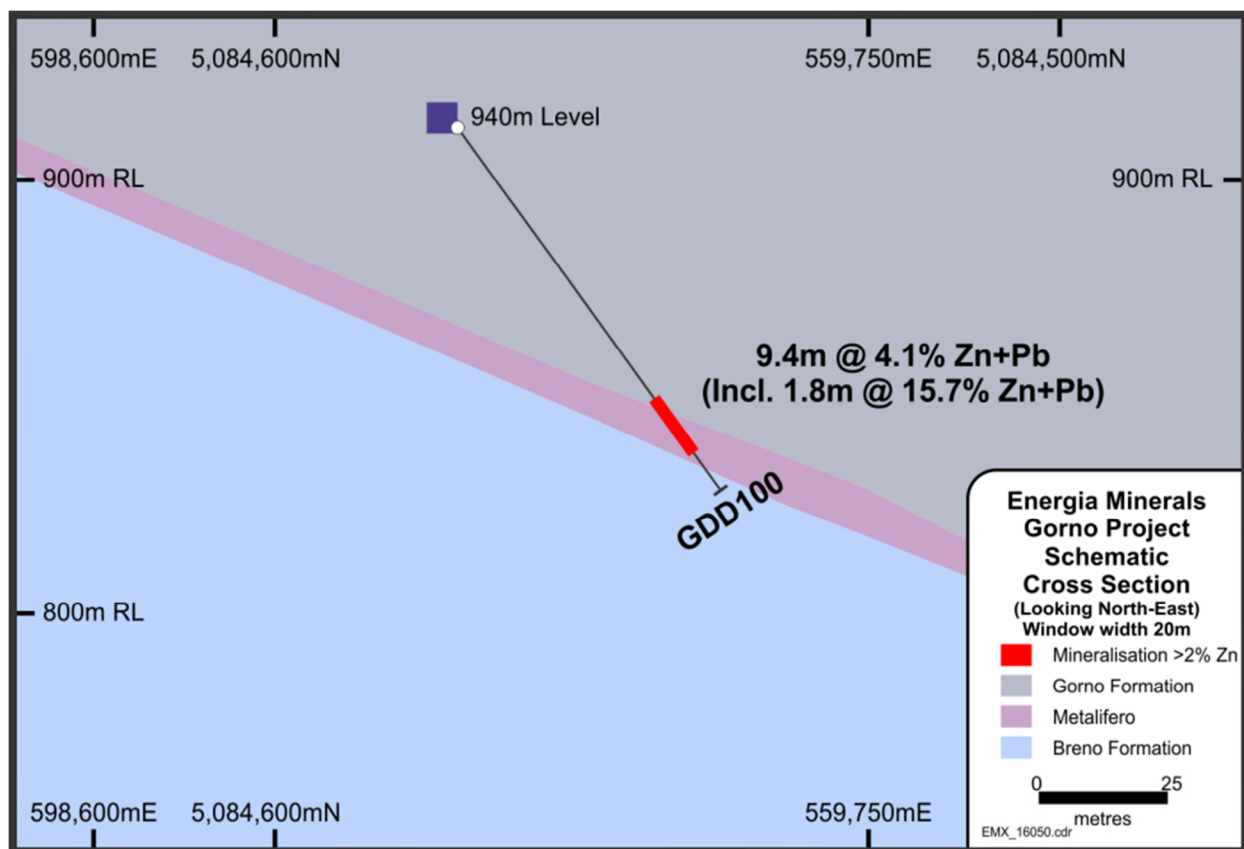 598,600mE 5,084,600mN 559,750mE 5,084,500mN
940m Level
900m RL 900m RL
9.4m @ 4.1% Zn+Pb
(Incl. 1.8m @ 15.7% Zn+Pb)
GDD100
800m RL
598,600mE 5,084,600mN 559,750mE
Energia Minerals
Gorno Project
Schematic
Cross Section
(Looking North-East)
Window width 20m
Mineralisation >2% Zn
Gorno Formation
Metalifero
Breno Formation
0 25
metres
EMX_16050.cdr